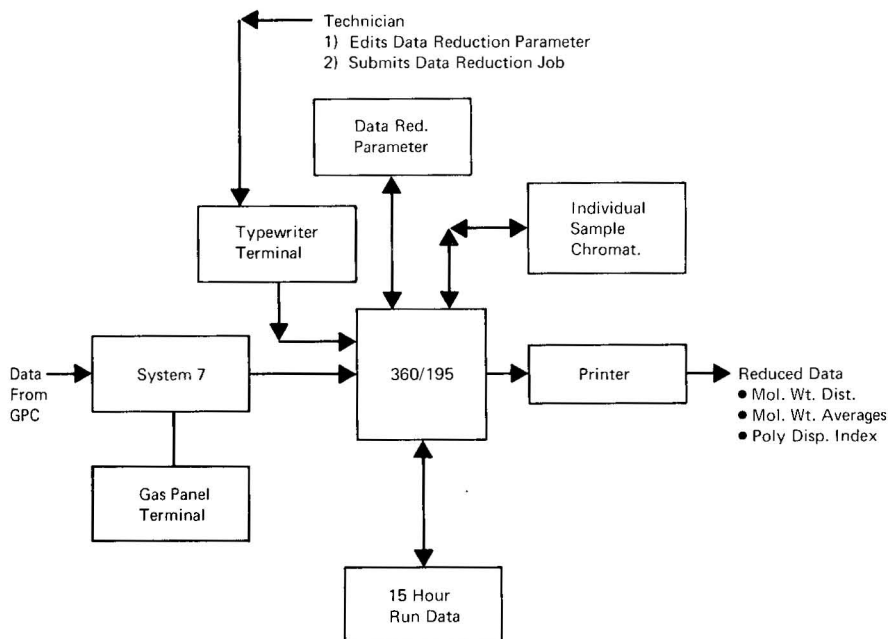 Technician
1) Edits Data Reduction Parameter
2) Submits Data Reduction Job
Data Red.
Parameter
Individual
Sample
Chromat.
Typewriter
Terminal
Data
From
GPC
System 7
360/195
Printer
Reduced Data
● Mol. Wt. Dist.
● Mol. Wt. Averages
● Poly Disp. Index
Gas Panel
Terminal
15 Hour
Run Data